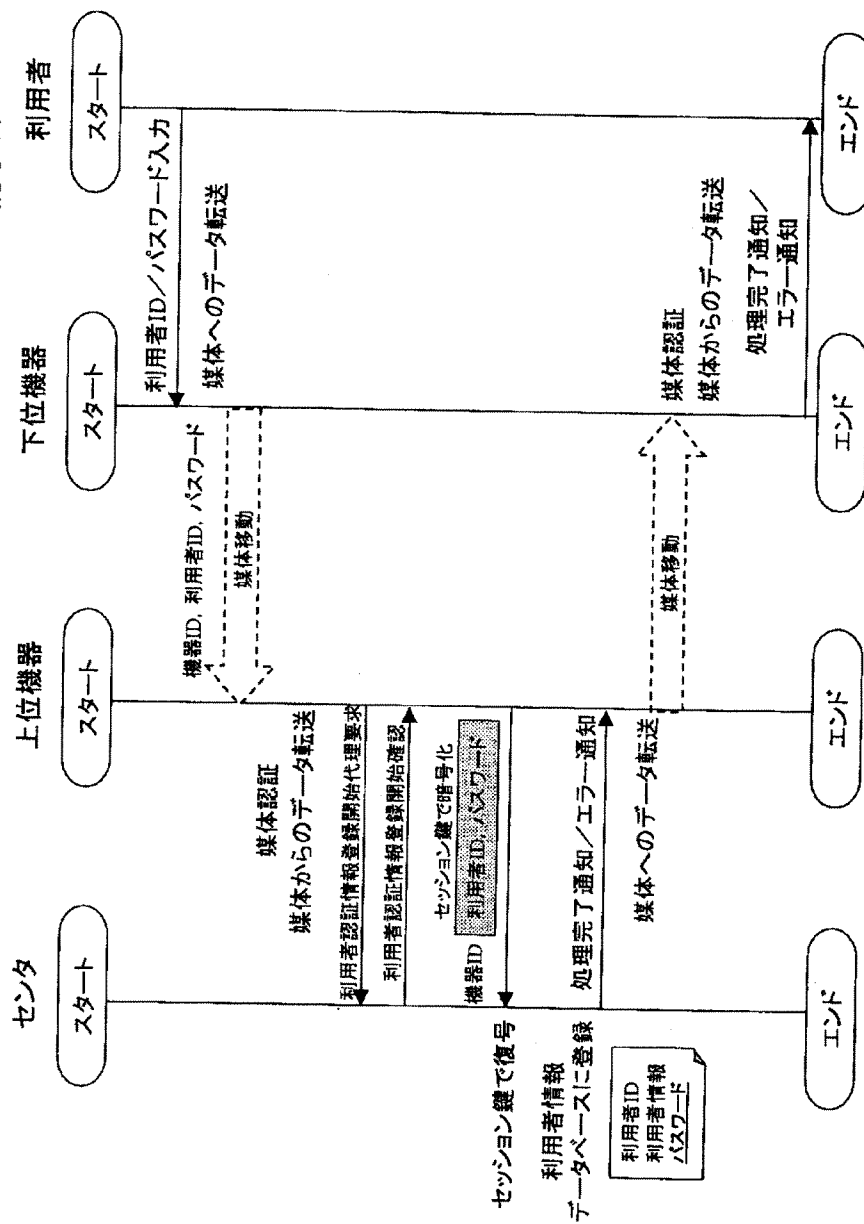 センタ
上位機器
下位機器
利用者
スタート
スタート
スタート
スタート
利用者ID/パスワード入力
媒体へのデータ転送
機器ID, 利用者ID, パスワード
媒体移動
媒体認証
媒体からのデータ転送
利用者認証情報登録開始代理要求
利用者認証情報登録開始確認
セッション鍵で暗号化
機器ID
利用者ID, パスワード
セッション鍵で復号
利用者情報
データベースに登録
利用者ID
利用者情報
パスワード
処理完了通知/エラー通知
媒体へのデータ転送
媒体移動
媒体認証
媒体からのデータ転送
処理完了通知/
エラー通知
エンド
エンド
エンド
エンド